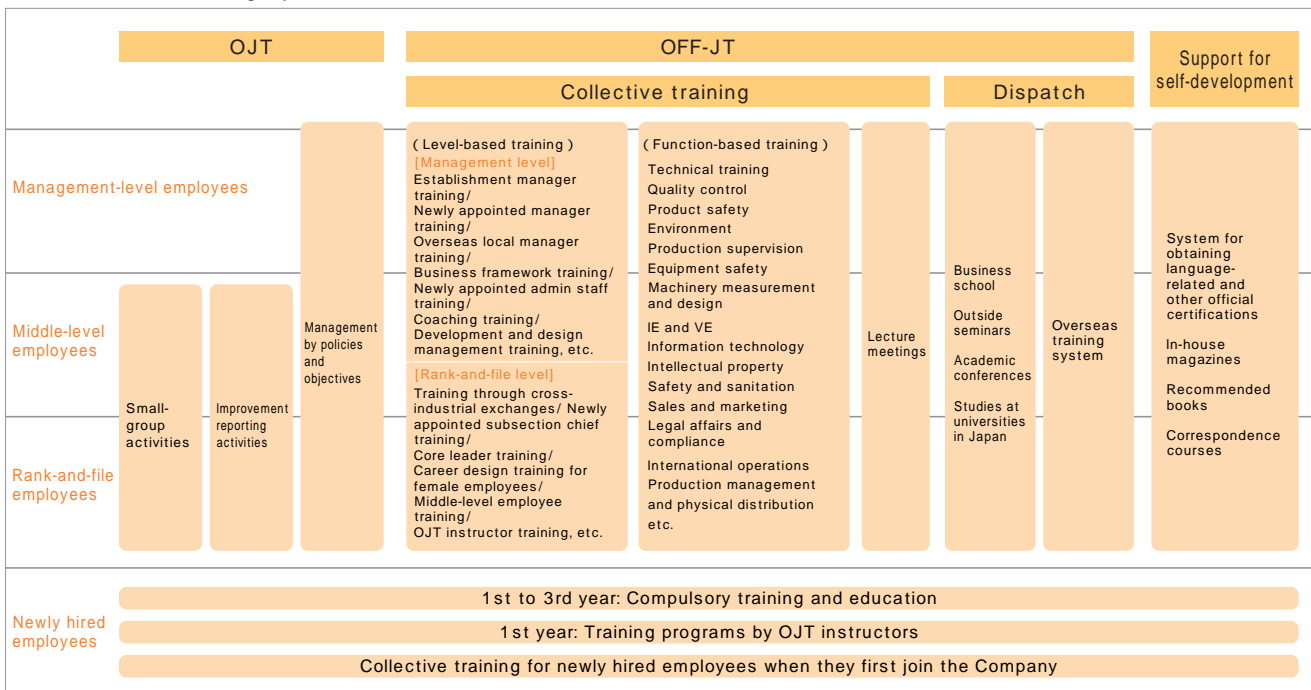 OJT
OFF-JT
Support for
self-development
Collective training
Dispatch
Management-level employees
Middle-level
employees
Rank-and-file
employees
Small-
group
activities
Improvement
reporting
activities
Management
by policies
and
objectives
( Level-based training )
[Management level]
Establishment manager
training/
Newly appointed manager
training/
Overseas local manager
training/
Business framework training/
Newly appointed admin staff
training/
Coaching training/
Development and design
management training, etc.
[Rank-and-file level]
Training through cross-
industrial exchanges/ Newly
appointed subsection chief
training/
Core leader training/
Career design training for
female employees/
Middle-level employee
training/
OJT instructor training, etc.
( Function-based training )
Technical training
Quality control
Product safety
Environment
Production supervision
Equipment safety
Machinery measurement
and design
IE and VE
Information technology
Intellectual property
Safety and sanitation
Sales and marketing
Legal affairs and
compliance
International operations
Production management
and physical distribution
etc.
Lecture
meetings
Business
school
Outside
seminars
Academic
conferences
Studies at
universities
in Japan
Overseas
training
system
System for
obtaining
language-
related and
other official
certifications
In-house
magazines
Recommended
books
Correspondence
courses
Newly hired
employees
1st to 3rd year: Compulsory training and education
1st year: Training programs by OJT instructors
Collective training for newly hired employees when they first join the Company